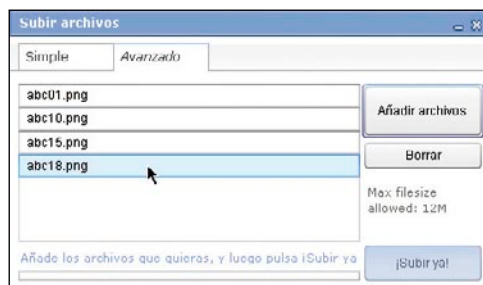 Subir archivos
Simple
Avanzado
abc01.png
abc10.png
abc15.png
abc18.png
Añadir archivos
Borrar
Max filesize
allowed: 12M
Añade los archivos que quieras, y luego pulsa ¡Subir ya
¡Subir ya!